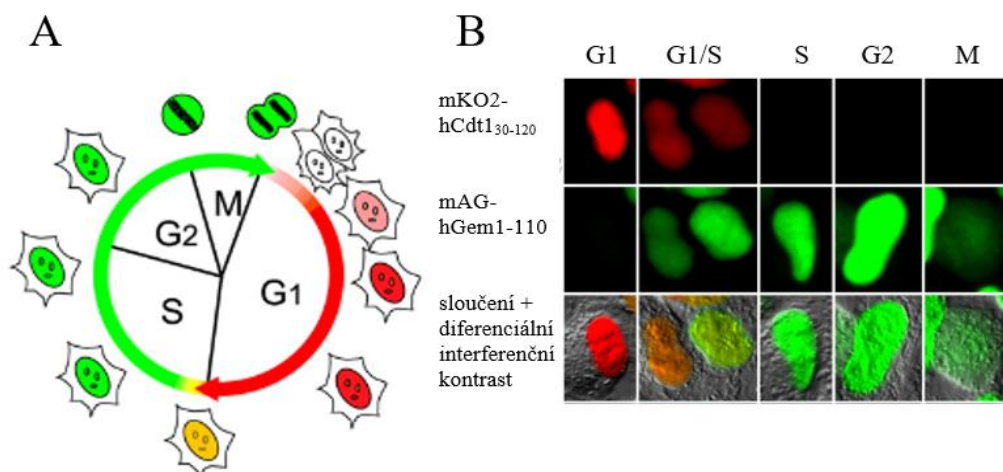 A
B
M
G2
S
G1
G1 G1/S S G2 M
mKO2-
hCdt1₃₀₋₁₂₀
mAG-
hGem1-110
sloučení +
diferenciální
interferenční
kontrast